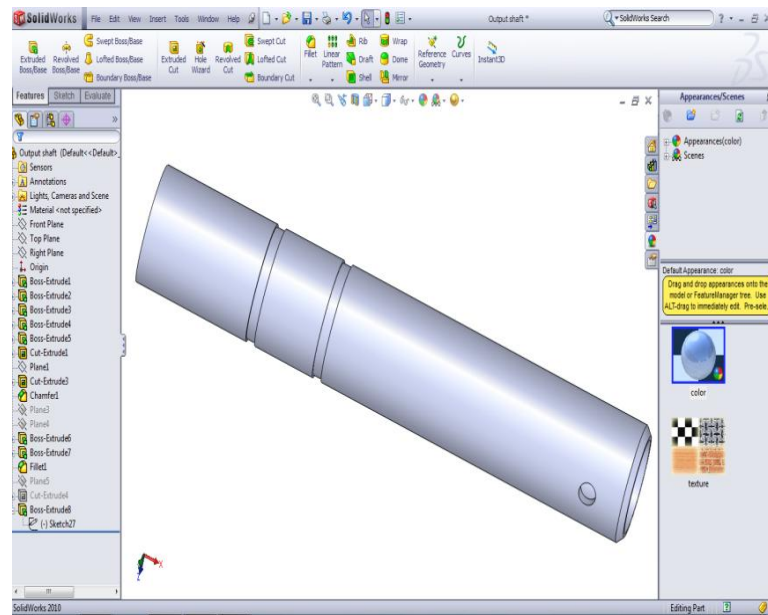 SolidWorks File Edit View Insert Tools Window Help Output shaft * SolidWorks Search
Extruded Boss/Base
Revolved Boss/Base
Swept Boss/Base
Lofted Boss/Base
Boundary Boss/Base
Extruded Cut
Hole Wizard
Revolved Cut
Swept Cut
Lofted Cut
Boundary Cut
Fillet
Linear Pattern
Rib
Draft
Shell
Wrap
Dome
Mirror
Reference Geometry
Curves
Instant3D
Features Sketch Evaluate
Output shaft (Default<<Default>_
Sensors
Annotations
Lights, Cameras and Scene
Material <not specified>
Front Plane
Top Plane
Right Plane
Origin
Boss-Extrude1
Boss-Extrude2
Boss-Extrude3
Boss-Extrude4
Boss-Extrude5
Cut-Extrude1
Plane1
Cut-Extrude3
Chamfer1
Plane3
Plane4
Boss-Extrude6
Boss-Extrude7
Fillet1
Plane5
Cut-Extrude4
Boss-Extrude8
(-) Sketch27
X
Appearances/Scenes
Appearances(color)
Scenes
Default Appearance: color
Drag and drop appearances onto the
model or FeatureManager tree. Use
ALT-drag to immediately edit. Pre-sele..
color
texture
SolidWorks 2010
Editing Part